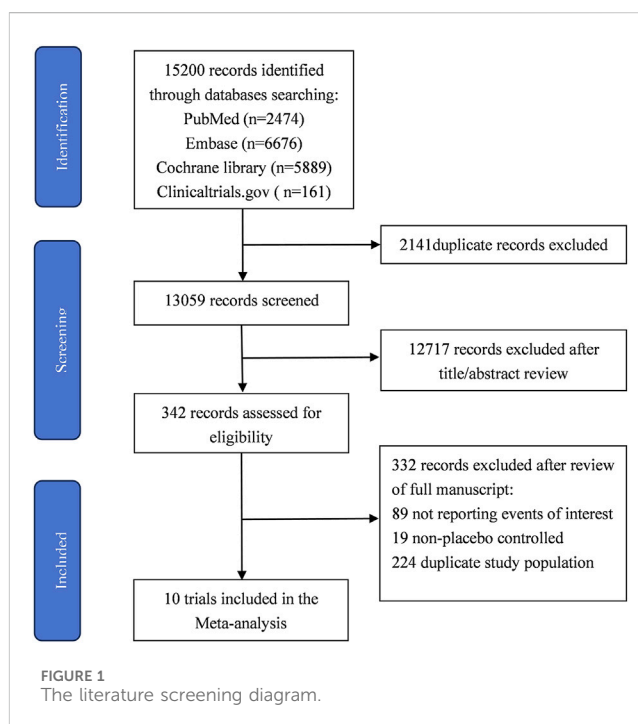 Identification
15200 records identified
through databases searching:
PubMed (n=2474)
Embase (n=6676)
Cochrane library (n=5889)
Clinicaltrials.gov ( n=161)
2141duplicate records excluded
Screening
13059 records screened
12717 records excluded after
title/abstract review
342 records assessed for
eligibility
332 records excluded after review
of full manuscript:
89 not reporting events of interest
19 non-placebo controlled
224 duplicate study population
Included
10 trials included in the
Meta-analysis
FIGURE 1
The literature screening diagram.